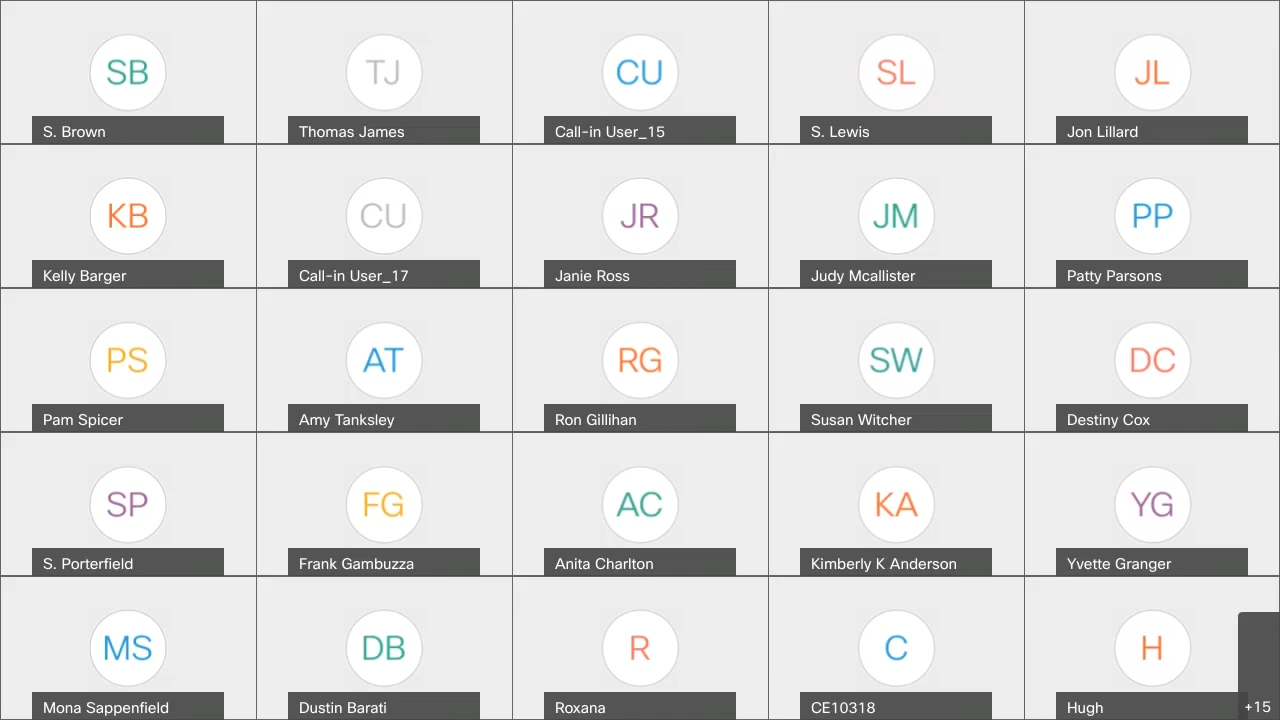 SB TJ CU SL JL
S. Brown Thomas James Call-in User_15 S. Lewis Jon Lillard
KB CU JR JM PP
Kelly Barger Call-in User_17 Janie Ross Judy Mcallister Patty Parsons
PS AT RG SW DC
Pam Spicer Amy Tanksley Ron Gillihan Susan Witcher Destiny Cox
SP FG AC KA YG
S. Porterfield Frank Gambuzza Anita Charlton Kimberly K Anderson Yvette Granger
MS DB R C H
Mona Sappenfield Dustin Barati Roxana CE10318 Hugh +15